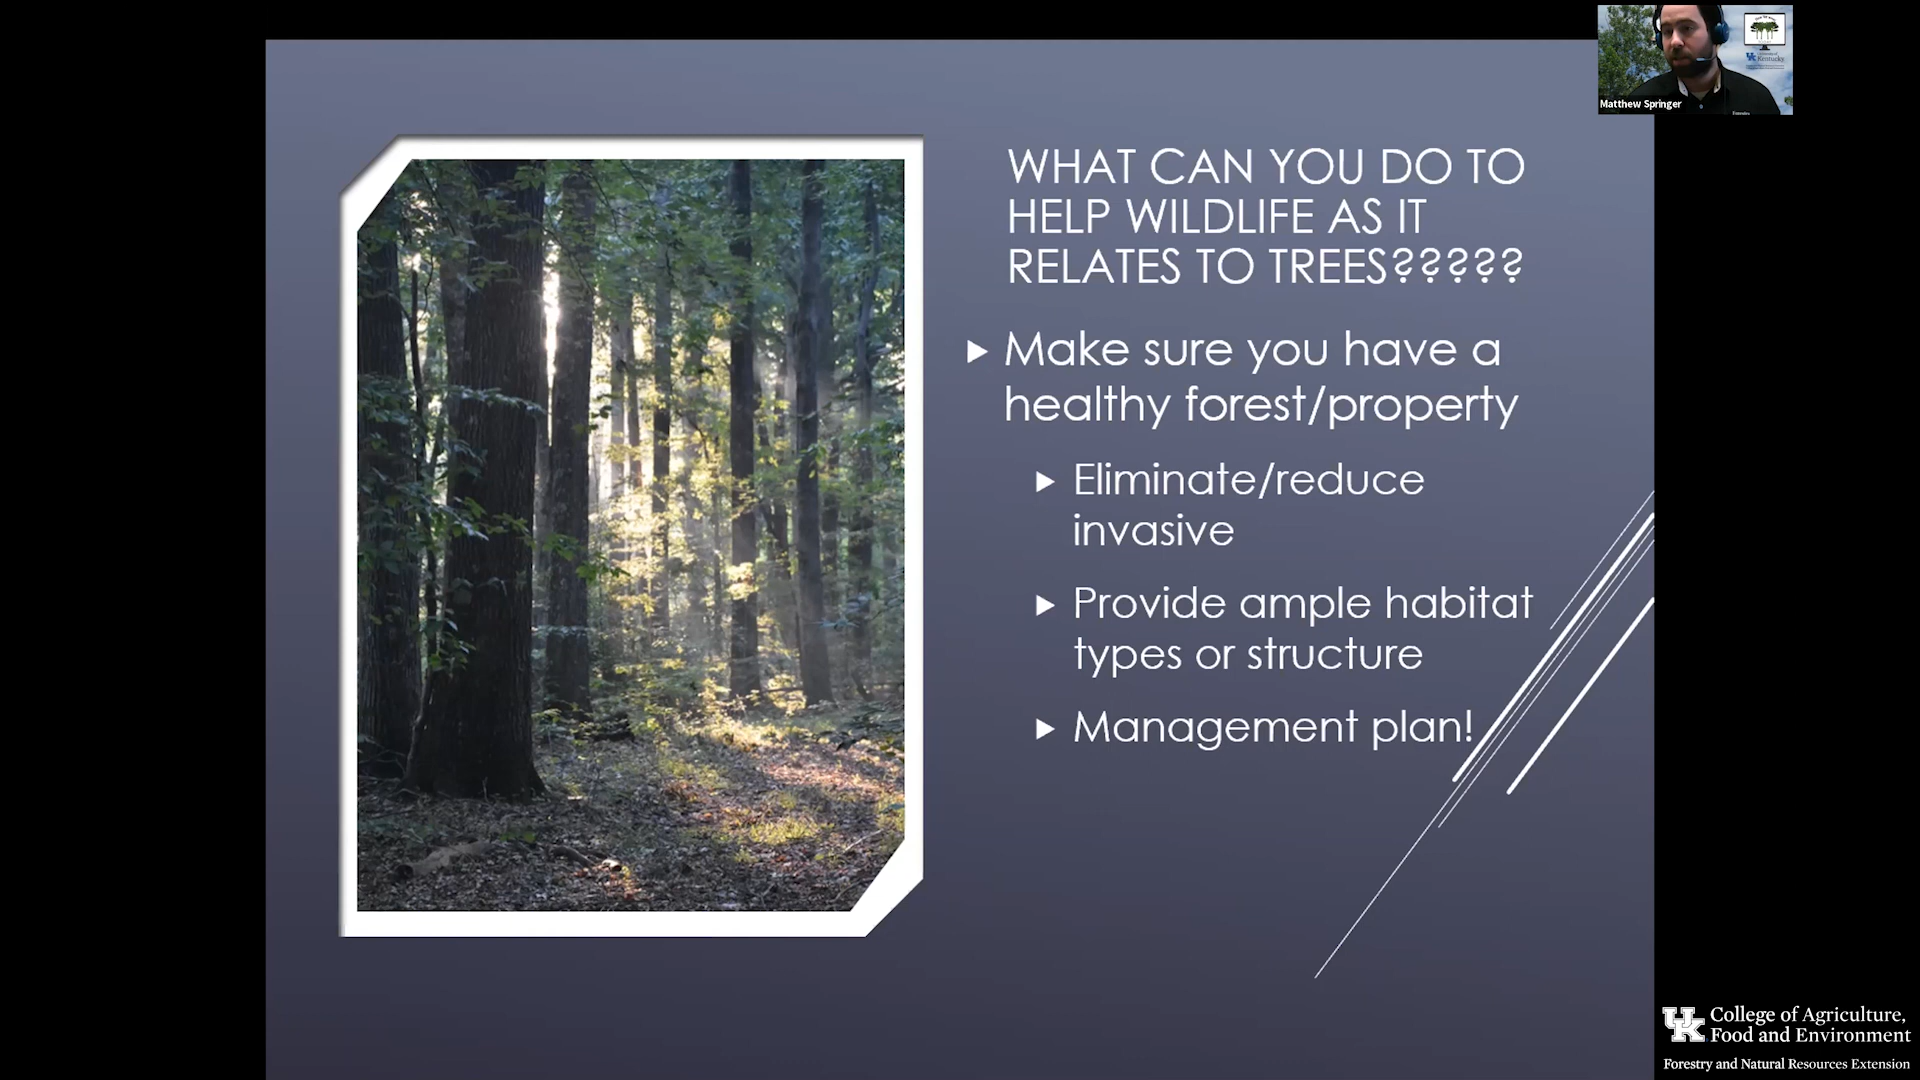 WHAT CAN YOU DO TO
HELP WILDLIFE AS IT
RELATES TO TREES?????
Make sure you have a
healthy forest/property
Eliminate/reduce
invasive
Provide ample habitat
types or structure
Management plan!
Matthew Springer
Kentucky
UK
College of Agriculture,
Food and Environment
Forestry and Natural Resources Extension